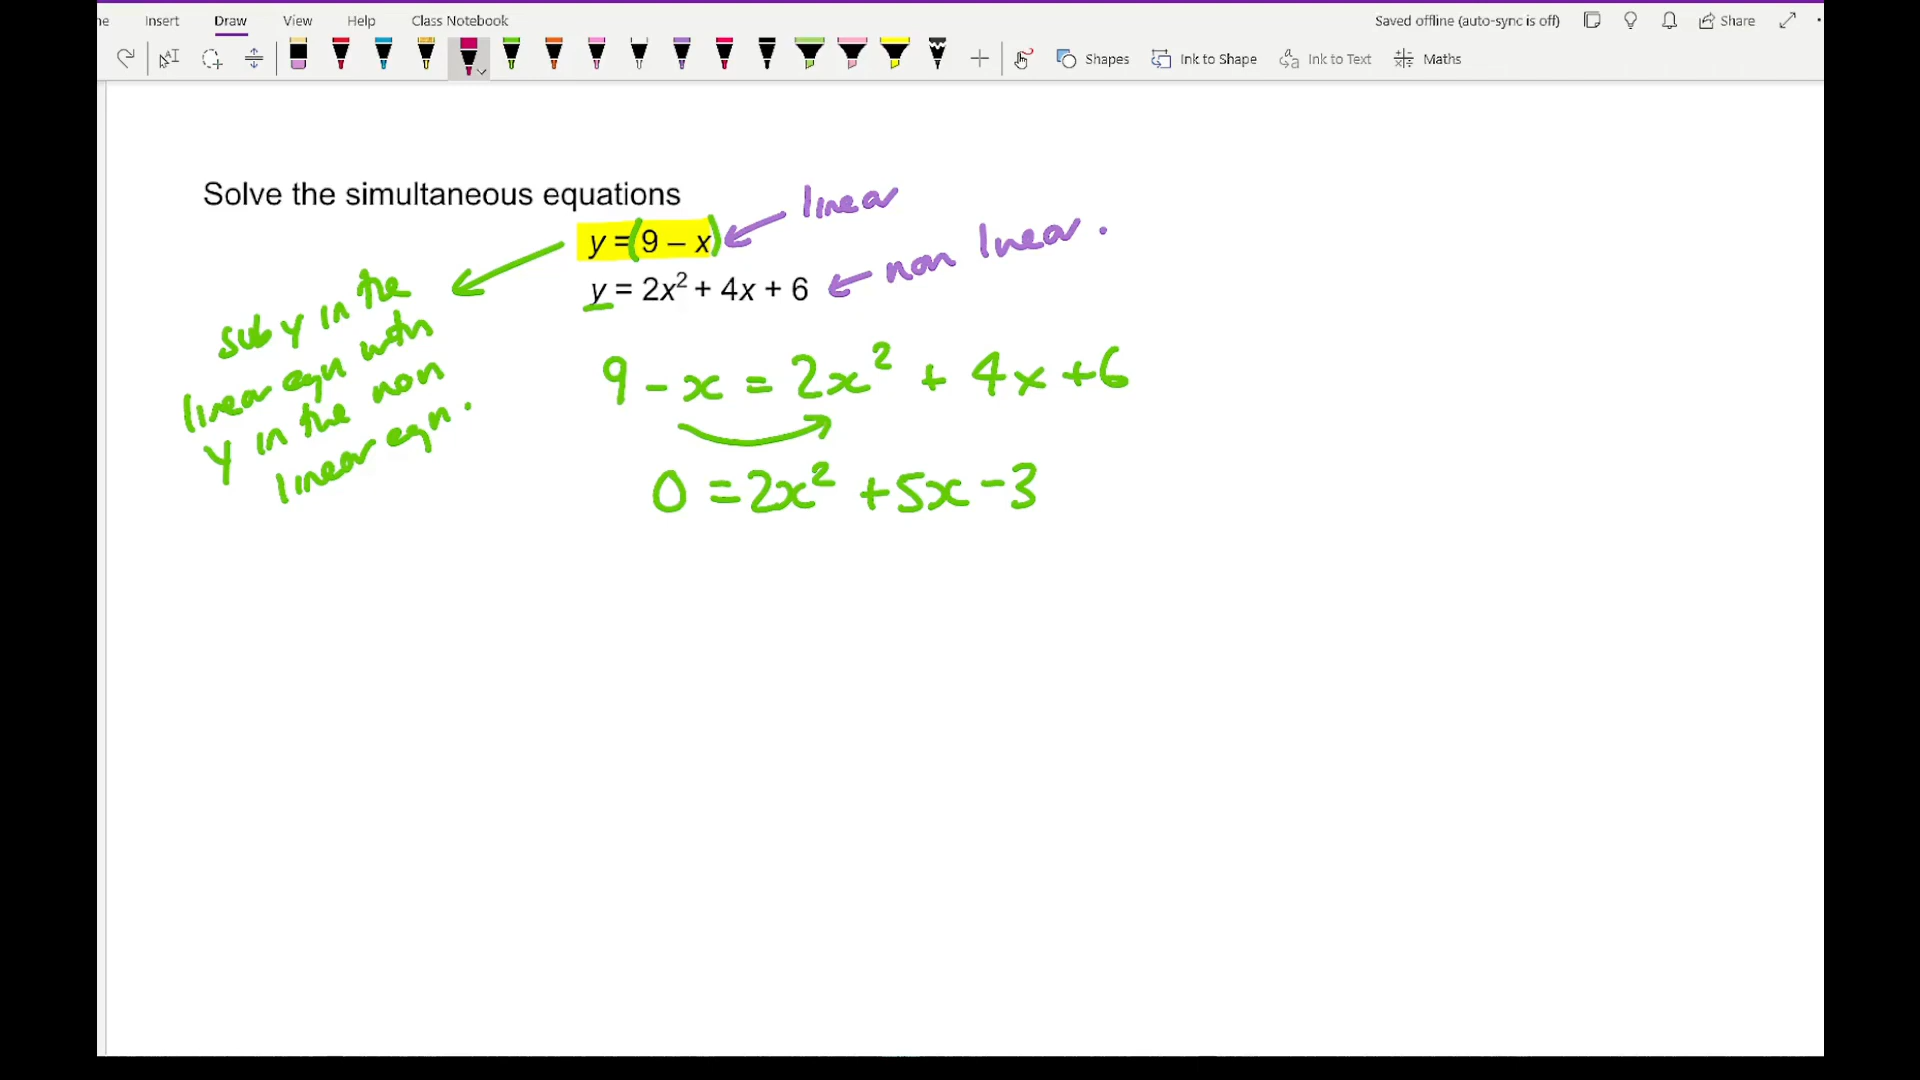 ne Insert Draw View Help Class Notebook Saved offline (auto-sync is off) Share
Shapes Ink to Shape Ink to Text Maths
Solve the simultaneous equations
y = (9 – x) linear
y = 2x² + 4x + 6 non linear.
sub y in the
linear eqn with
y in the non
linear eqn.
9 - x = 2x² + 4x + 6
0 = 2x² + 5x - 3